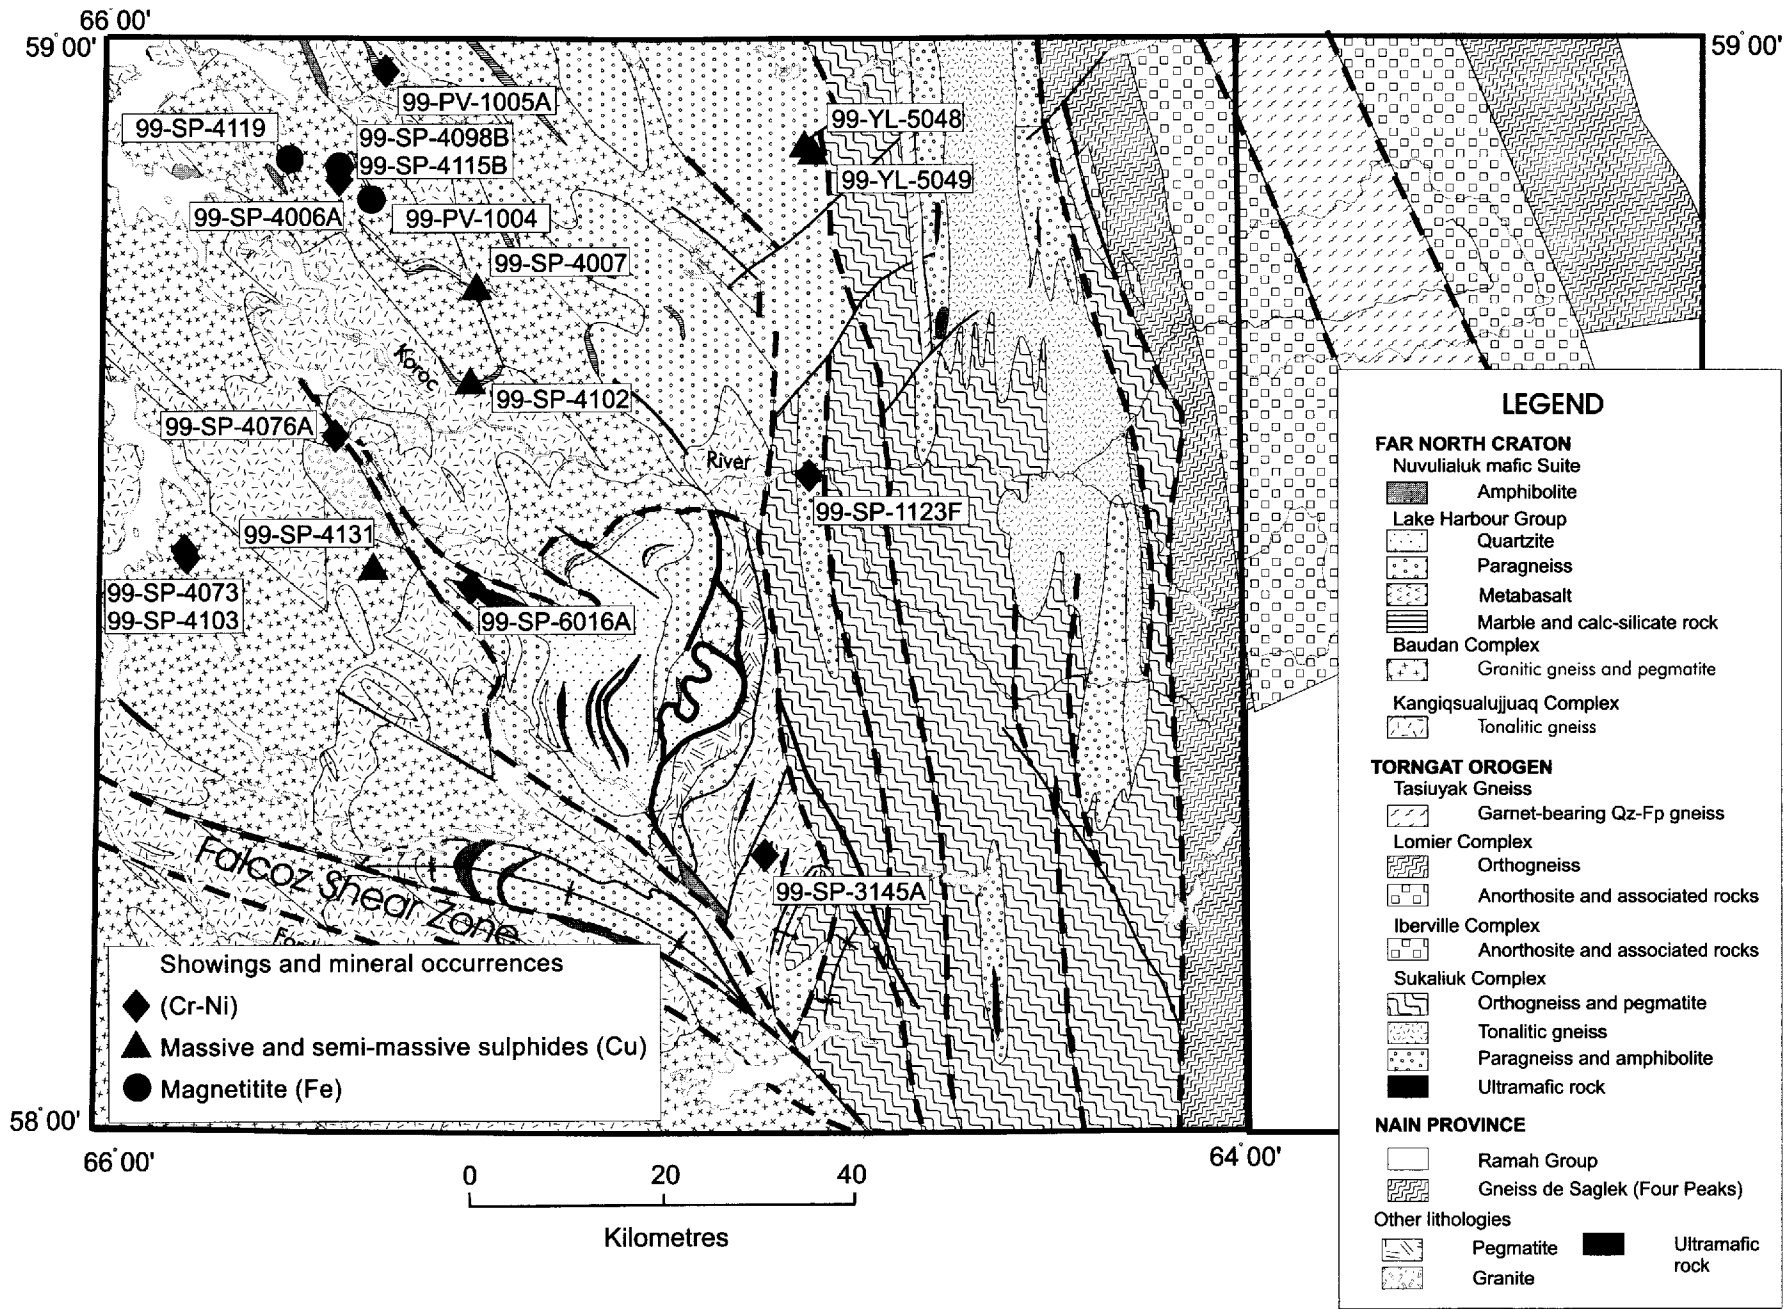 66°00'
59°00'
59°00'
99-PV-1005A
99-SP-4119
99-SP-4098B
99-SP-4115B
99-YL-5048
99-YL-5049
99-SP-4006A
99-PV-1004
99-SP-4007
Koroc
99-SP-4102
99-SP-4076A
River
99-SP-1123F
99-SP-4131
99-SP-4073
99-SP-4103
99-SP-6016A
99-SP-3145A
Falcoz Shear Zone
Showings and mineral occurrences
(Cr-Ni)
Massive and semi-massive sulphides (Cu)
Magnetitite (Fe)
58°00'
66°00'
64°00'
0 20 40
Kilometres
LEGEND
FAR NORTH CRATON
Nuvulialuk mafic Suite
Amphibolite
Lake Harbour Group
Quartzite
Paragneiss
Metabasalt
Marble and calc-silicate rock
Baudan Complex
Granitic gneiss and pegmatite
Kangiqsualujjuaq Complex
Tonalitic gneiss
TORNGAT OROGEN
Tasiuyak Gneiss
Garnet-bearing Qz-Fp gneiss
Lomier Complex
Orthogneiss
Anorthosite and associated rocks
Iberville Complex
Anorthosite and associated rocks
Sukaliuk Complex
Orthogneiss and pegmatite
Tonalitic gneiss
Paragneiss and amphibolite
Ultramafic rock
NAIN PROVINCE
Ramah Group
Gneiss de Saglek (Four Peaks)
Other lithologies
Pegmatite
Ultramafic
rock
Granite